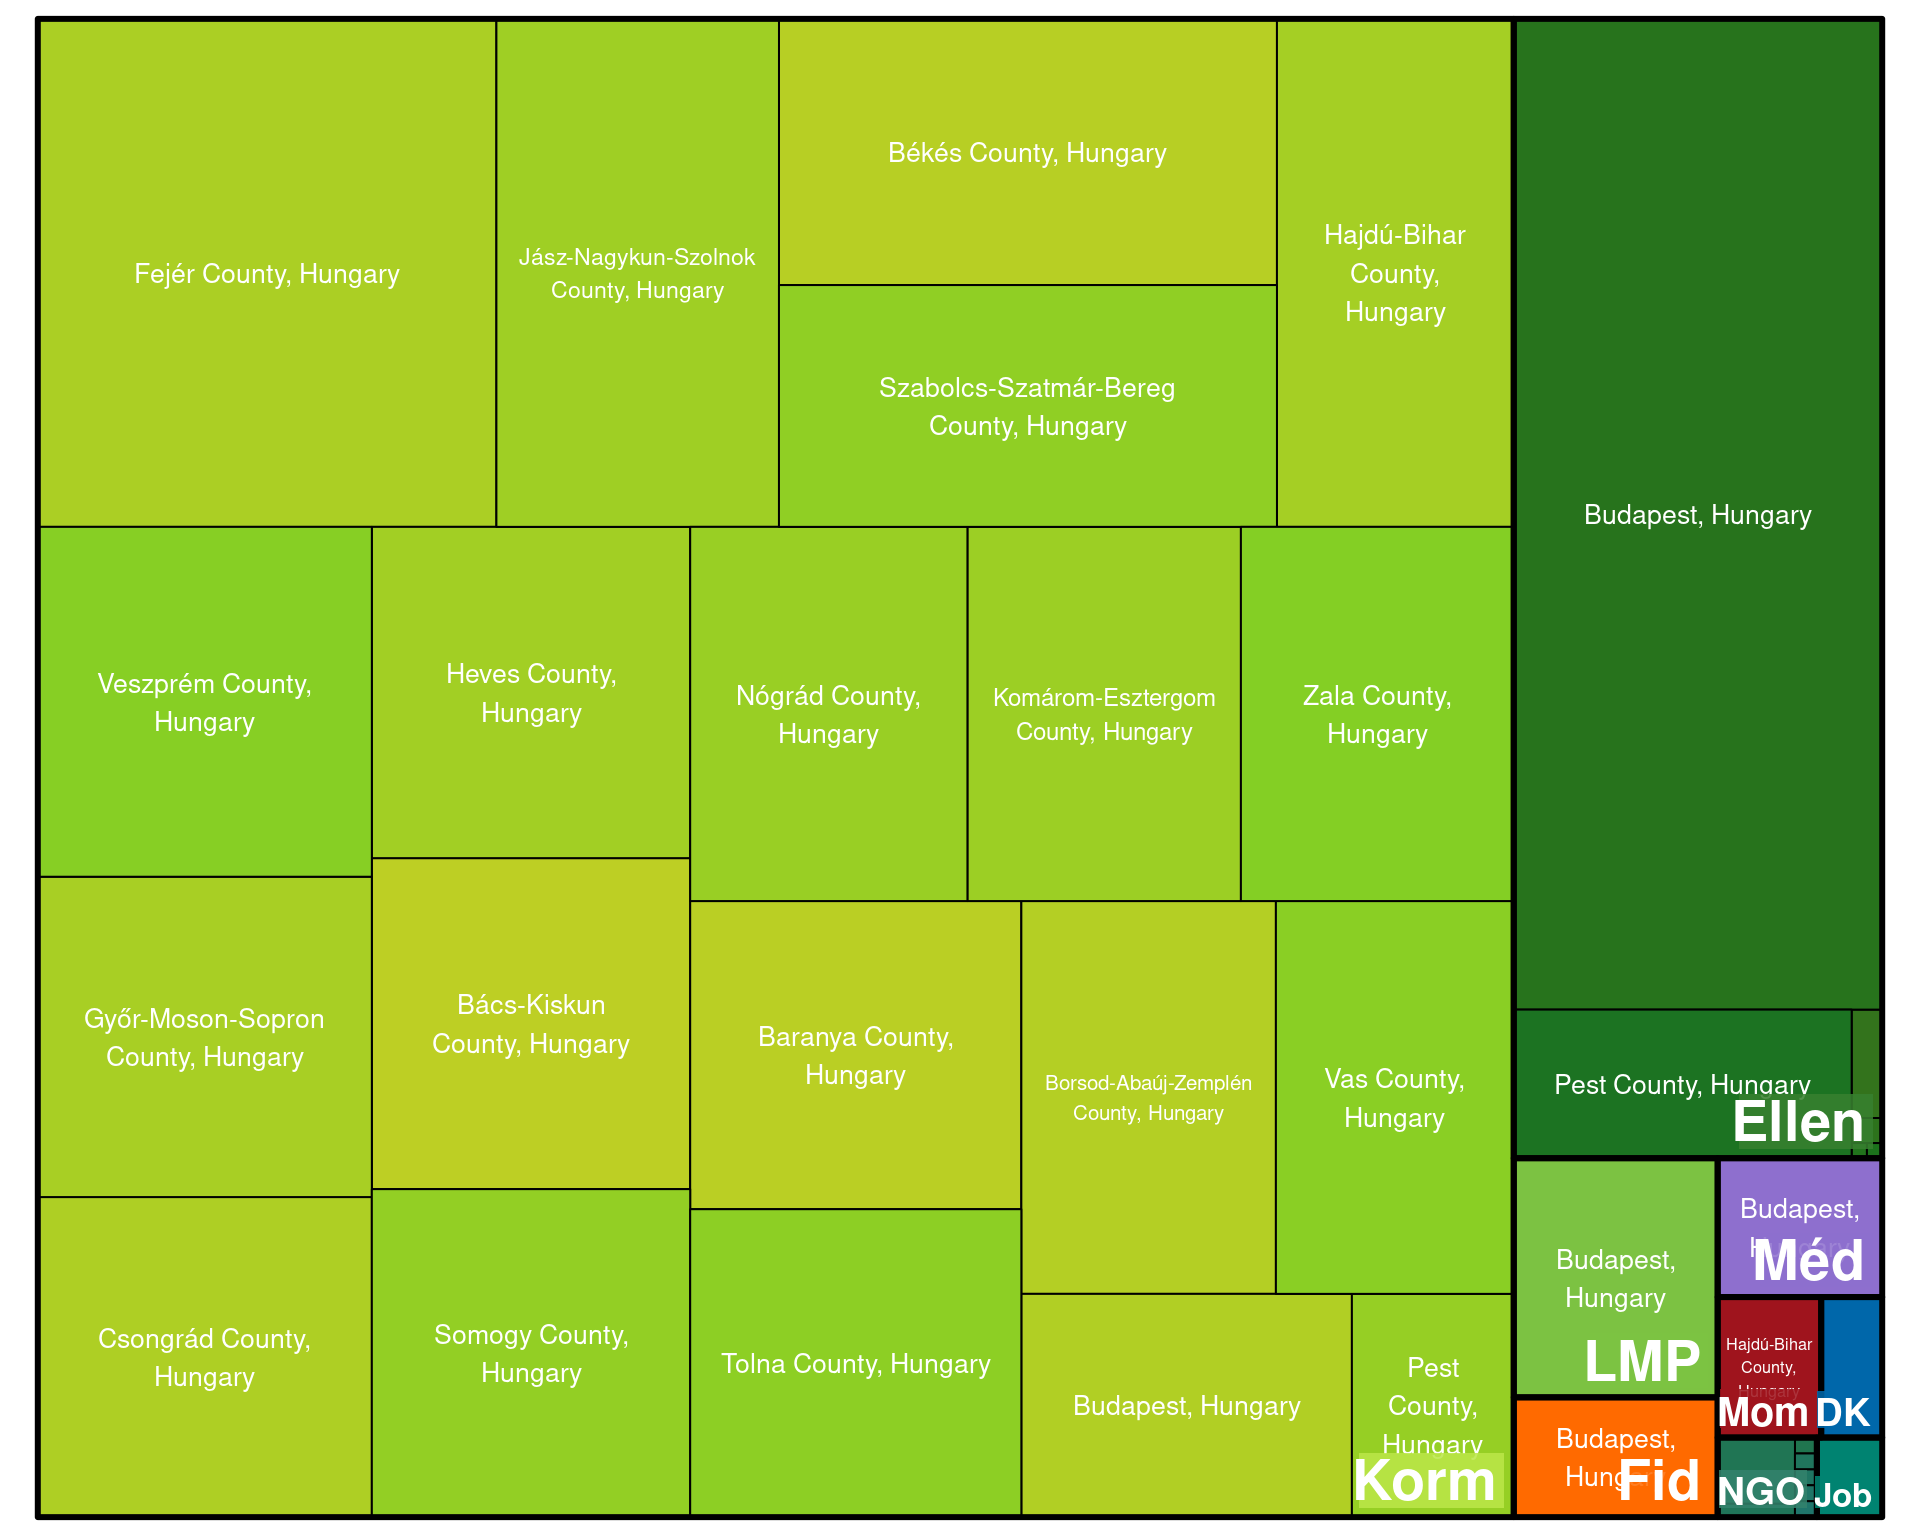 Fejér County, Hungary
Jász-Nagykun-Szolnok
County, Hungary
Békés County, Hungary
Szabolcs-Szatmár-Bereg
County, Hungary
Hajdú-Bihar
County,
Hungary
Veszprém County,
Hungary
Heves County,
Hungary
Nógrád County,
Hungary
Komárom-Esztergom
County, Hungary
Zala County,
Hungary
Győr-Moson-Sopron
County, Hungary
Bács-Kiskun
County, Hungary
Baranya County,
Hungary
Borsod-Abaúj-Zemplén
County, Hungary
Vas County,
Hungary
Csongrád County,
Hungary
Somogy County,
Hungary
Tolna County, Hungary
Budapest, Hungary
Pest
County,
Hungary
Korm
Budapest, Hungary
Pest County, Hungary
Ellen
Budapest,
Hungary
LMP
Budapest,
Hungary
Méd
Hajdú-Bihar
County,
Hungary
Mom
DK
Budapest,
Hungary
Fid
NGO
Job